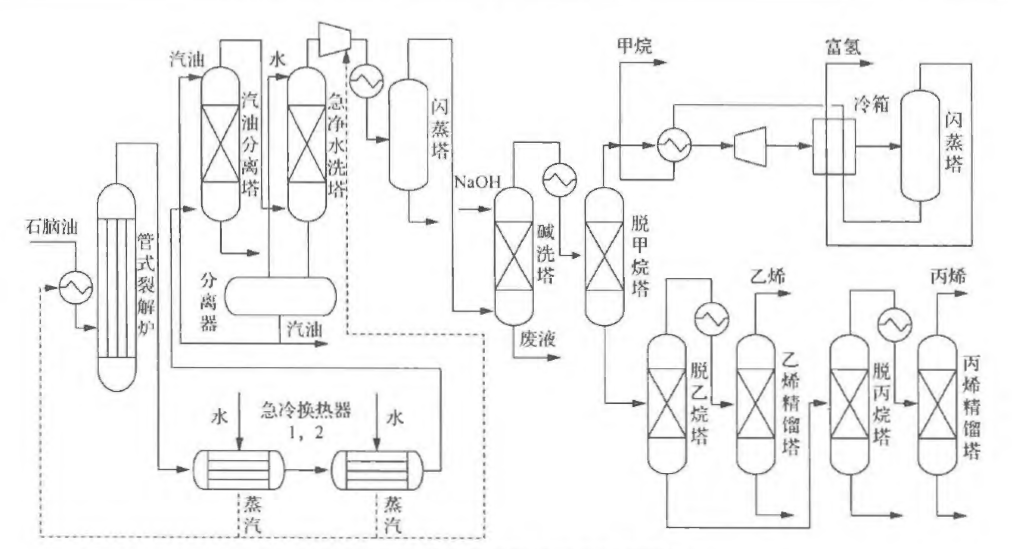 汽油
水
甲烷
富氢
汽油分离塔
急净水洗塔
闪蒸塔
冷箱
闪蒸塔
NaOH
石脑油
管式裂解炉
碱洗塔
脱甲烷塔
分离器
汽油
废液
乙烯
丙烯
脱乙烷塔
乙烯精馏塔
脱丙烷塔
丙烯精馏塔
水
急冷换热器
1，2
水
蒸汽
蒸汽